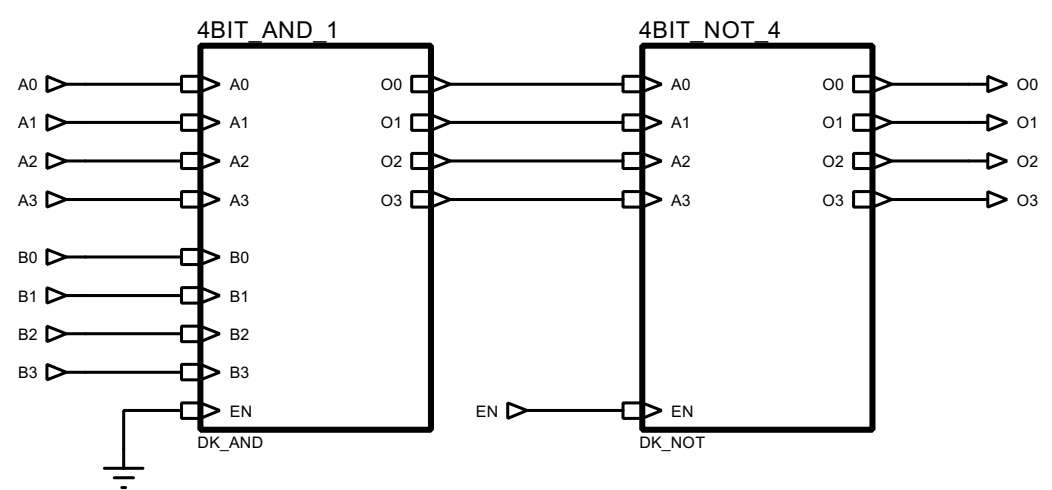 4BIT_AND_1 4BIT_NOT_4
A0 A0 O0 A0 O0 O0
A1 A1 O1 A1 O1 O1
A2 A2 O2 A2 O2 O2
A3 A3 O3 A3 O3 O3
B0 B0
B1 B1
B2 B2
B3 B3
EN EN EN
DK_AND DK_NOT